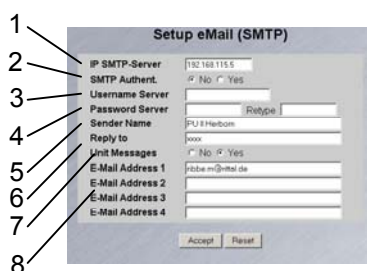 Setup eMail (SMTP)
1 IP SMTP-Server 192.168.115.5
2 SMTP Authent. No Yes
3 Username Server
4 Password Server Retype
5 Sender Name PU II Herborn
6 Reply to xxxx
7 Unit Messages No Yes
8 E-Mail Address 1 ribbe.m@rittal.de
E-Mail Address 2
E-Mail Address 3
E-Mail Address 4
Accept Reset